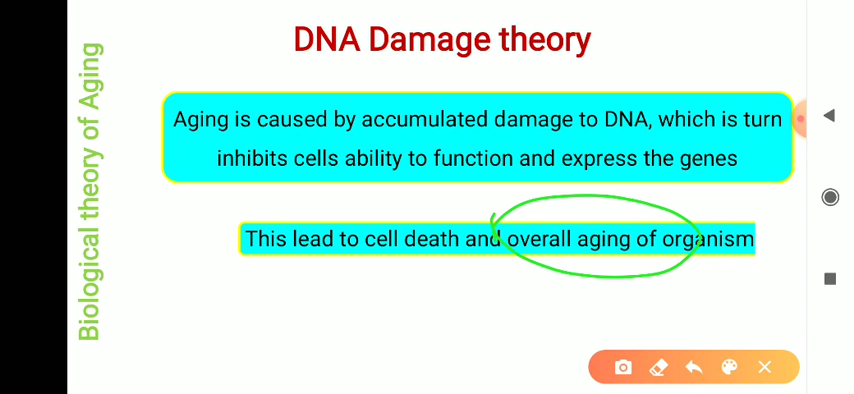 DNA Damage theory
Biological theory of Aging
Aging is caused by accumulated damage to DNA, which is turn
inhibits cells ability to function and express the genes
This lead to cell death and overall aging of organism